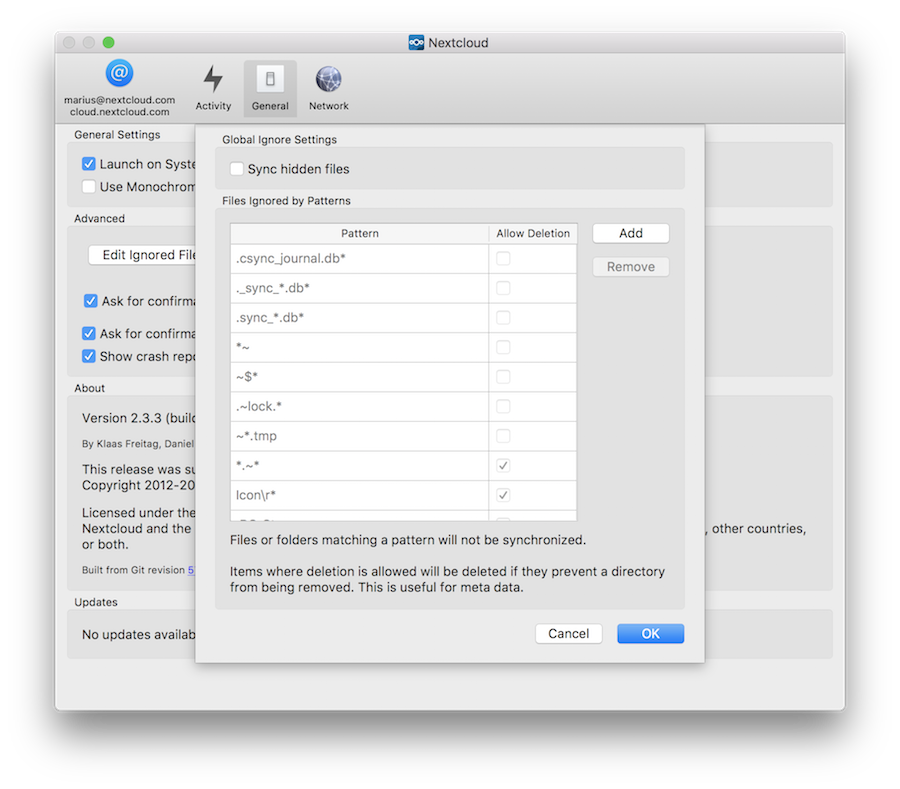 Nextcloud
marius@nextcloud.com
cloud.nextcloud.com
Activity
General
Network
General Settings
Launch on Syste
Use Monochrom
Advanced
Edit Ignored File
Ask for confirma
Ask for confirma
Show crash repo
About
Version 2.3.3 (build
By Klaas Freitag, Daniel
This release was su
Copyright 2012-20
Licensed under the
Nextcloud and the
, other countries,
or both.
Built from Git revision 5
Updates
No updates availab
Global Ignore Settings
Sync hidden files
Files Ignored by Patterns
Pattern
Allow Deletion
.csync_journal.db*
._sync_*.db*
.sync_*.db*
*~
~$*
.~lock.*
~*.tmp
*.~*
Icon\r*
Add
Remove
Files or folders matching a pattern will not be synchronized.
Items where deletion is allowed will be deleted if they prevent a directory
from being removed. This is useful for meta data.
Cancel
OK